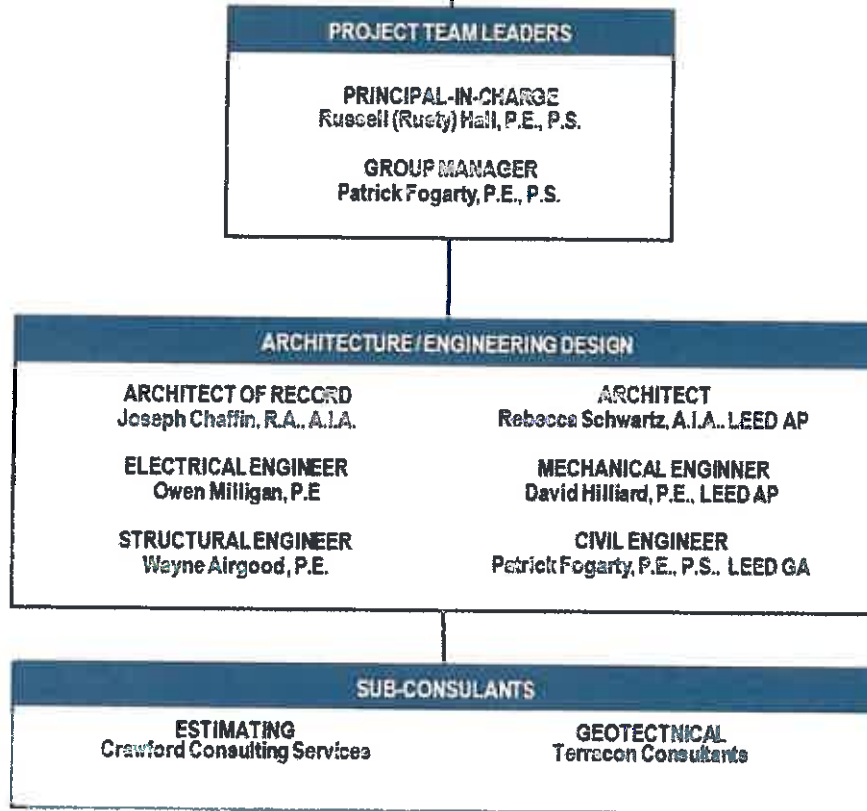 PROJECT TEAM LEADERS
PRINCIPAL-IN-CHARGE
Russell (Rusty) Hall, P.E., P.S.
GROUP MANAGER
Patrick Fogarty, P.E., P.S.
ARCHITECTURE / ENGINEERING DESIGN
ARCHITECT OF RECORD
Joseph Chaffin, R.A., A.I.A.
ARCHITECT
Rebecca Schwartz, A.I.A., LEED AP
ELECTRICAL ENGINEER
Owen Milligan, P.E
MECHANICAL ENGINNER
David Hilliard, P.E., LEED AP
STRUCTURAL ENGINEER
Wayne Airgood, P.E.
CIVIL ENGINEER
Patrick Fogarty, P.E., P.S., LEED GA
SUB-CONSULANTS
ESTIMATING
Crawford Consulting Services
GEOTECTNICAL
Terracon Consultants